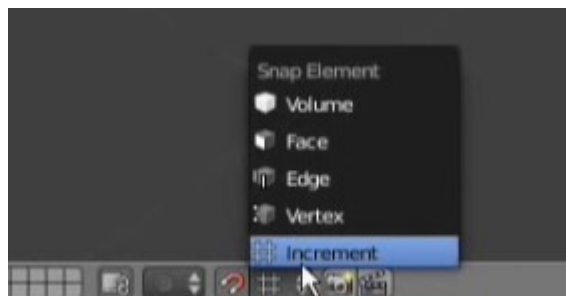 Snap Element
Volume
Face
Edge
Vertex
Increment